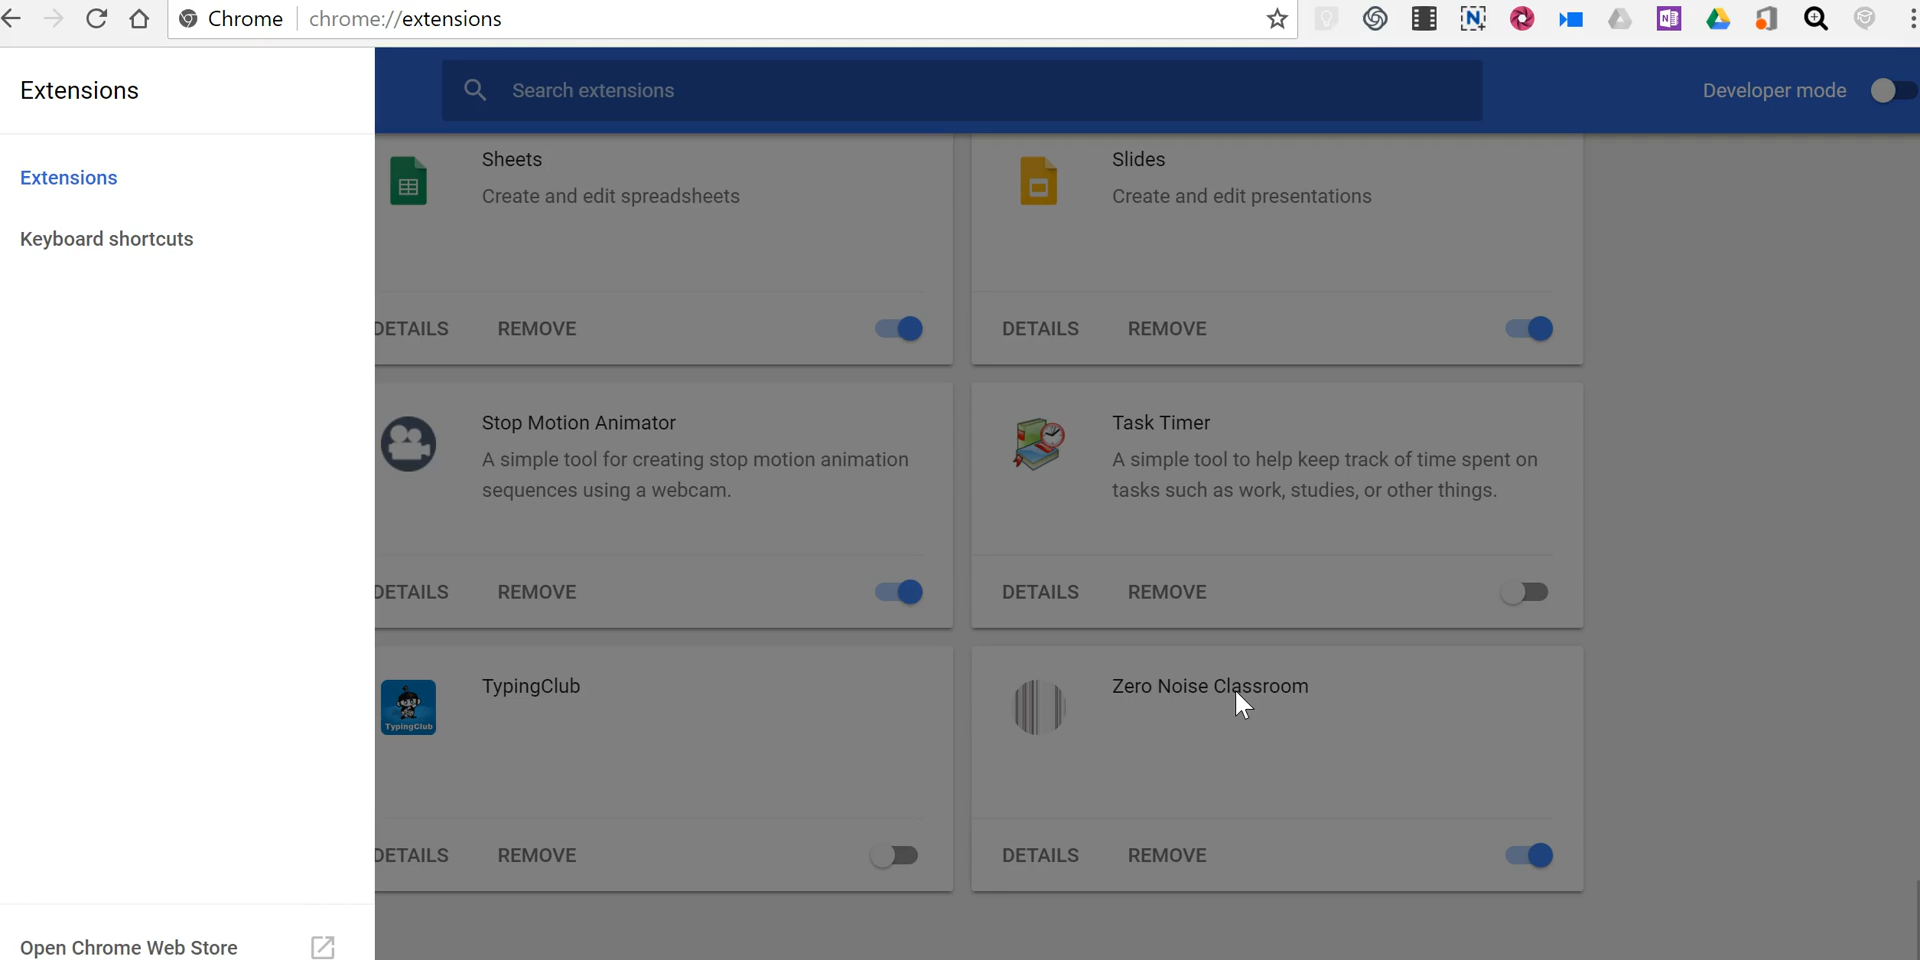 Chrome chrome://extensions
Extensions
Search extensions
Developer mode
Extensions
Keyboard shortcuts
Open Chrome Web Store
Sheets
Create and edit spreadsheets
DETAILS REMOVE
Slides
Create and edit presentations
DETAILS REMOVE
Stop Motion Animator
A simple tool for creating stop motion animation
sequences using a webcam.
DETAILS REMOVE
Task Timer
A simple tool to help keep track of time spent on
tasks such as work, studies, or other things.
DETAILS REMOVE
TypingClub
TypingClub
DETAILS REMOVE
Zero Noise Classroom
DETAILS REMOVE